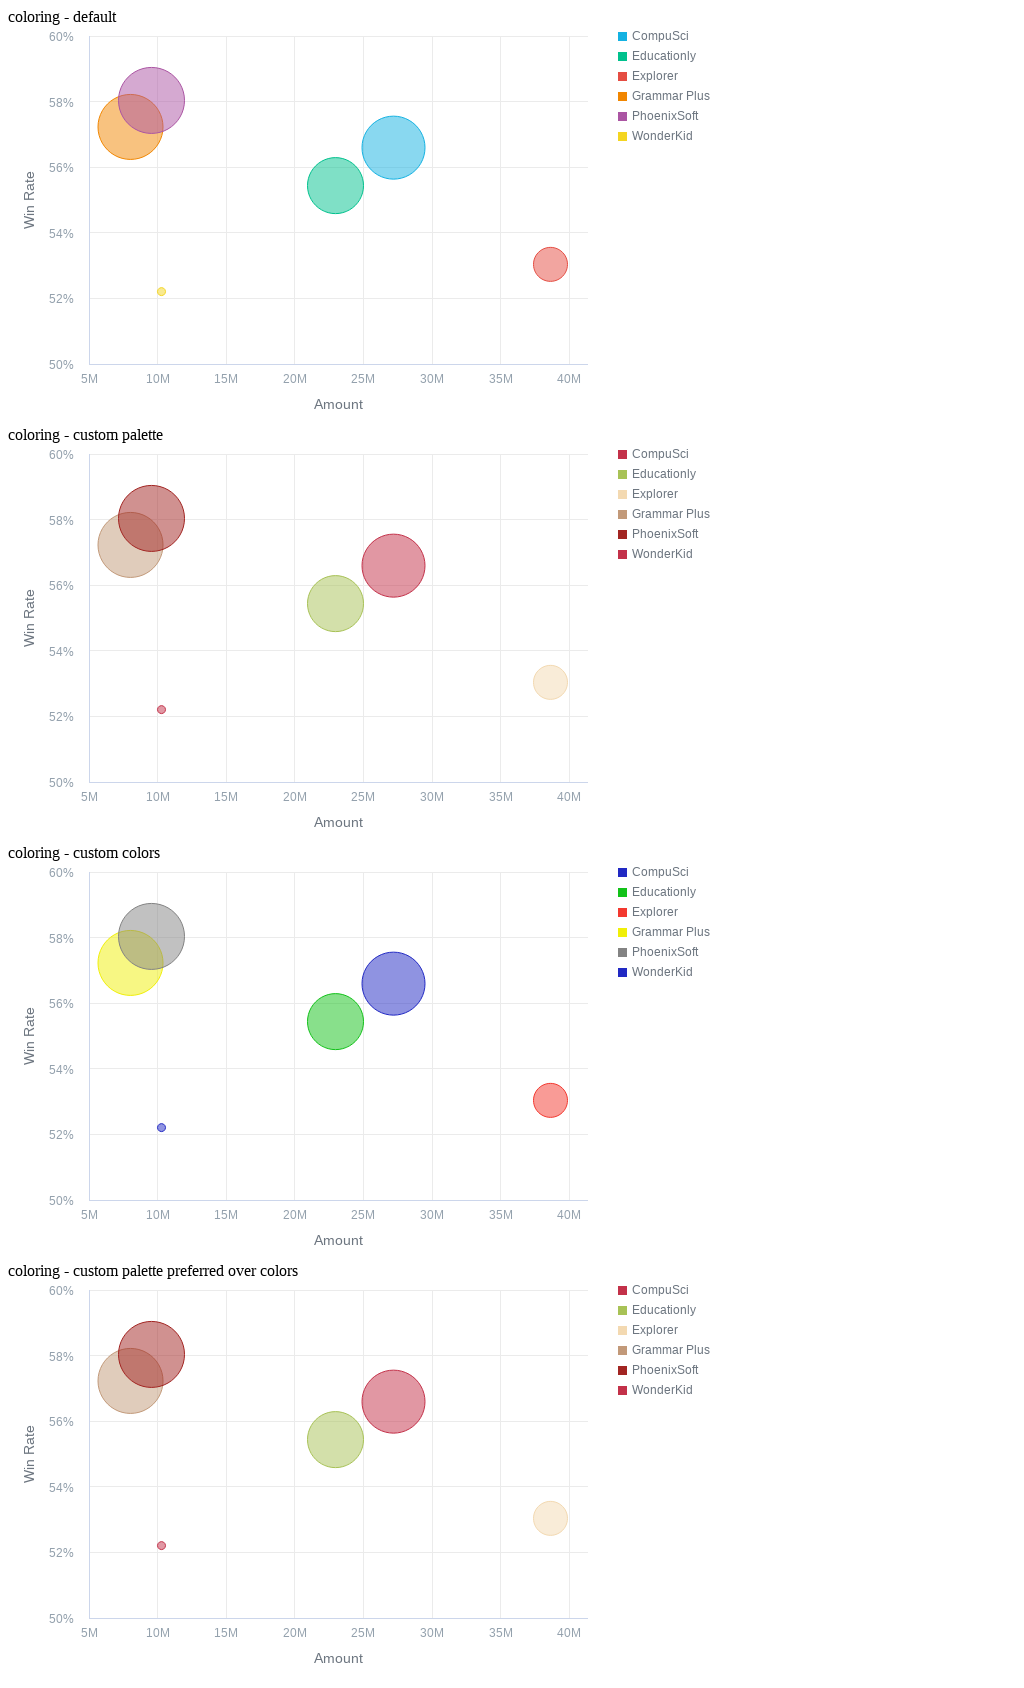 coloring - default
60%
58%
56%
54%
52%
50%
Win Rate
5M 10M 15M 20M 25M 30M 35M 40M
Amount
CompuSci
Educationly
Explorer
Grammar Plus
PhoenixSoft
WonderKid
coloring - custom palette
60%
58%
56%
54%
52%
50%
Win Rate
5M 10M 15M 20M 25M 30M 35M 40M
Amount
CompuSci
Educationly
Explorer
Grammar Plus
PhoenixSoft
WonderKid
coloring - custom colors
60%
58%
56%
54%
52%
50%
Win Rate
5M 10M 15M 20M 25M 30M 35M 40M
Amount
CompuSci
Educationly
Explorer
Grammar Plus
PhoenixSoft
WonderKid
coloring - custom palette preferred over colors
60%
58%
56%
54%
52%
50%
Win Rate
5M 10M 15M 20M 25M 30M 35M 40M
Amount
CompuSci
Educationly
Explorer
Grammar Plus
PhoenixSoft
WonderKid